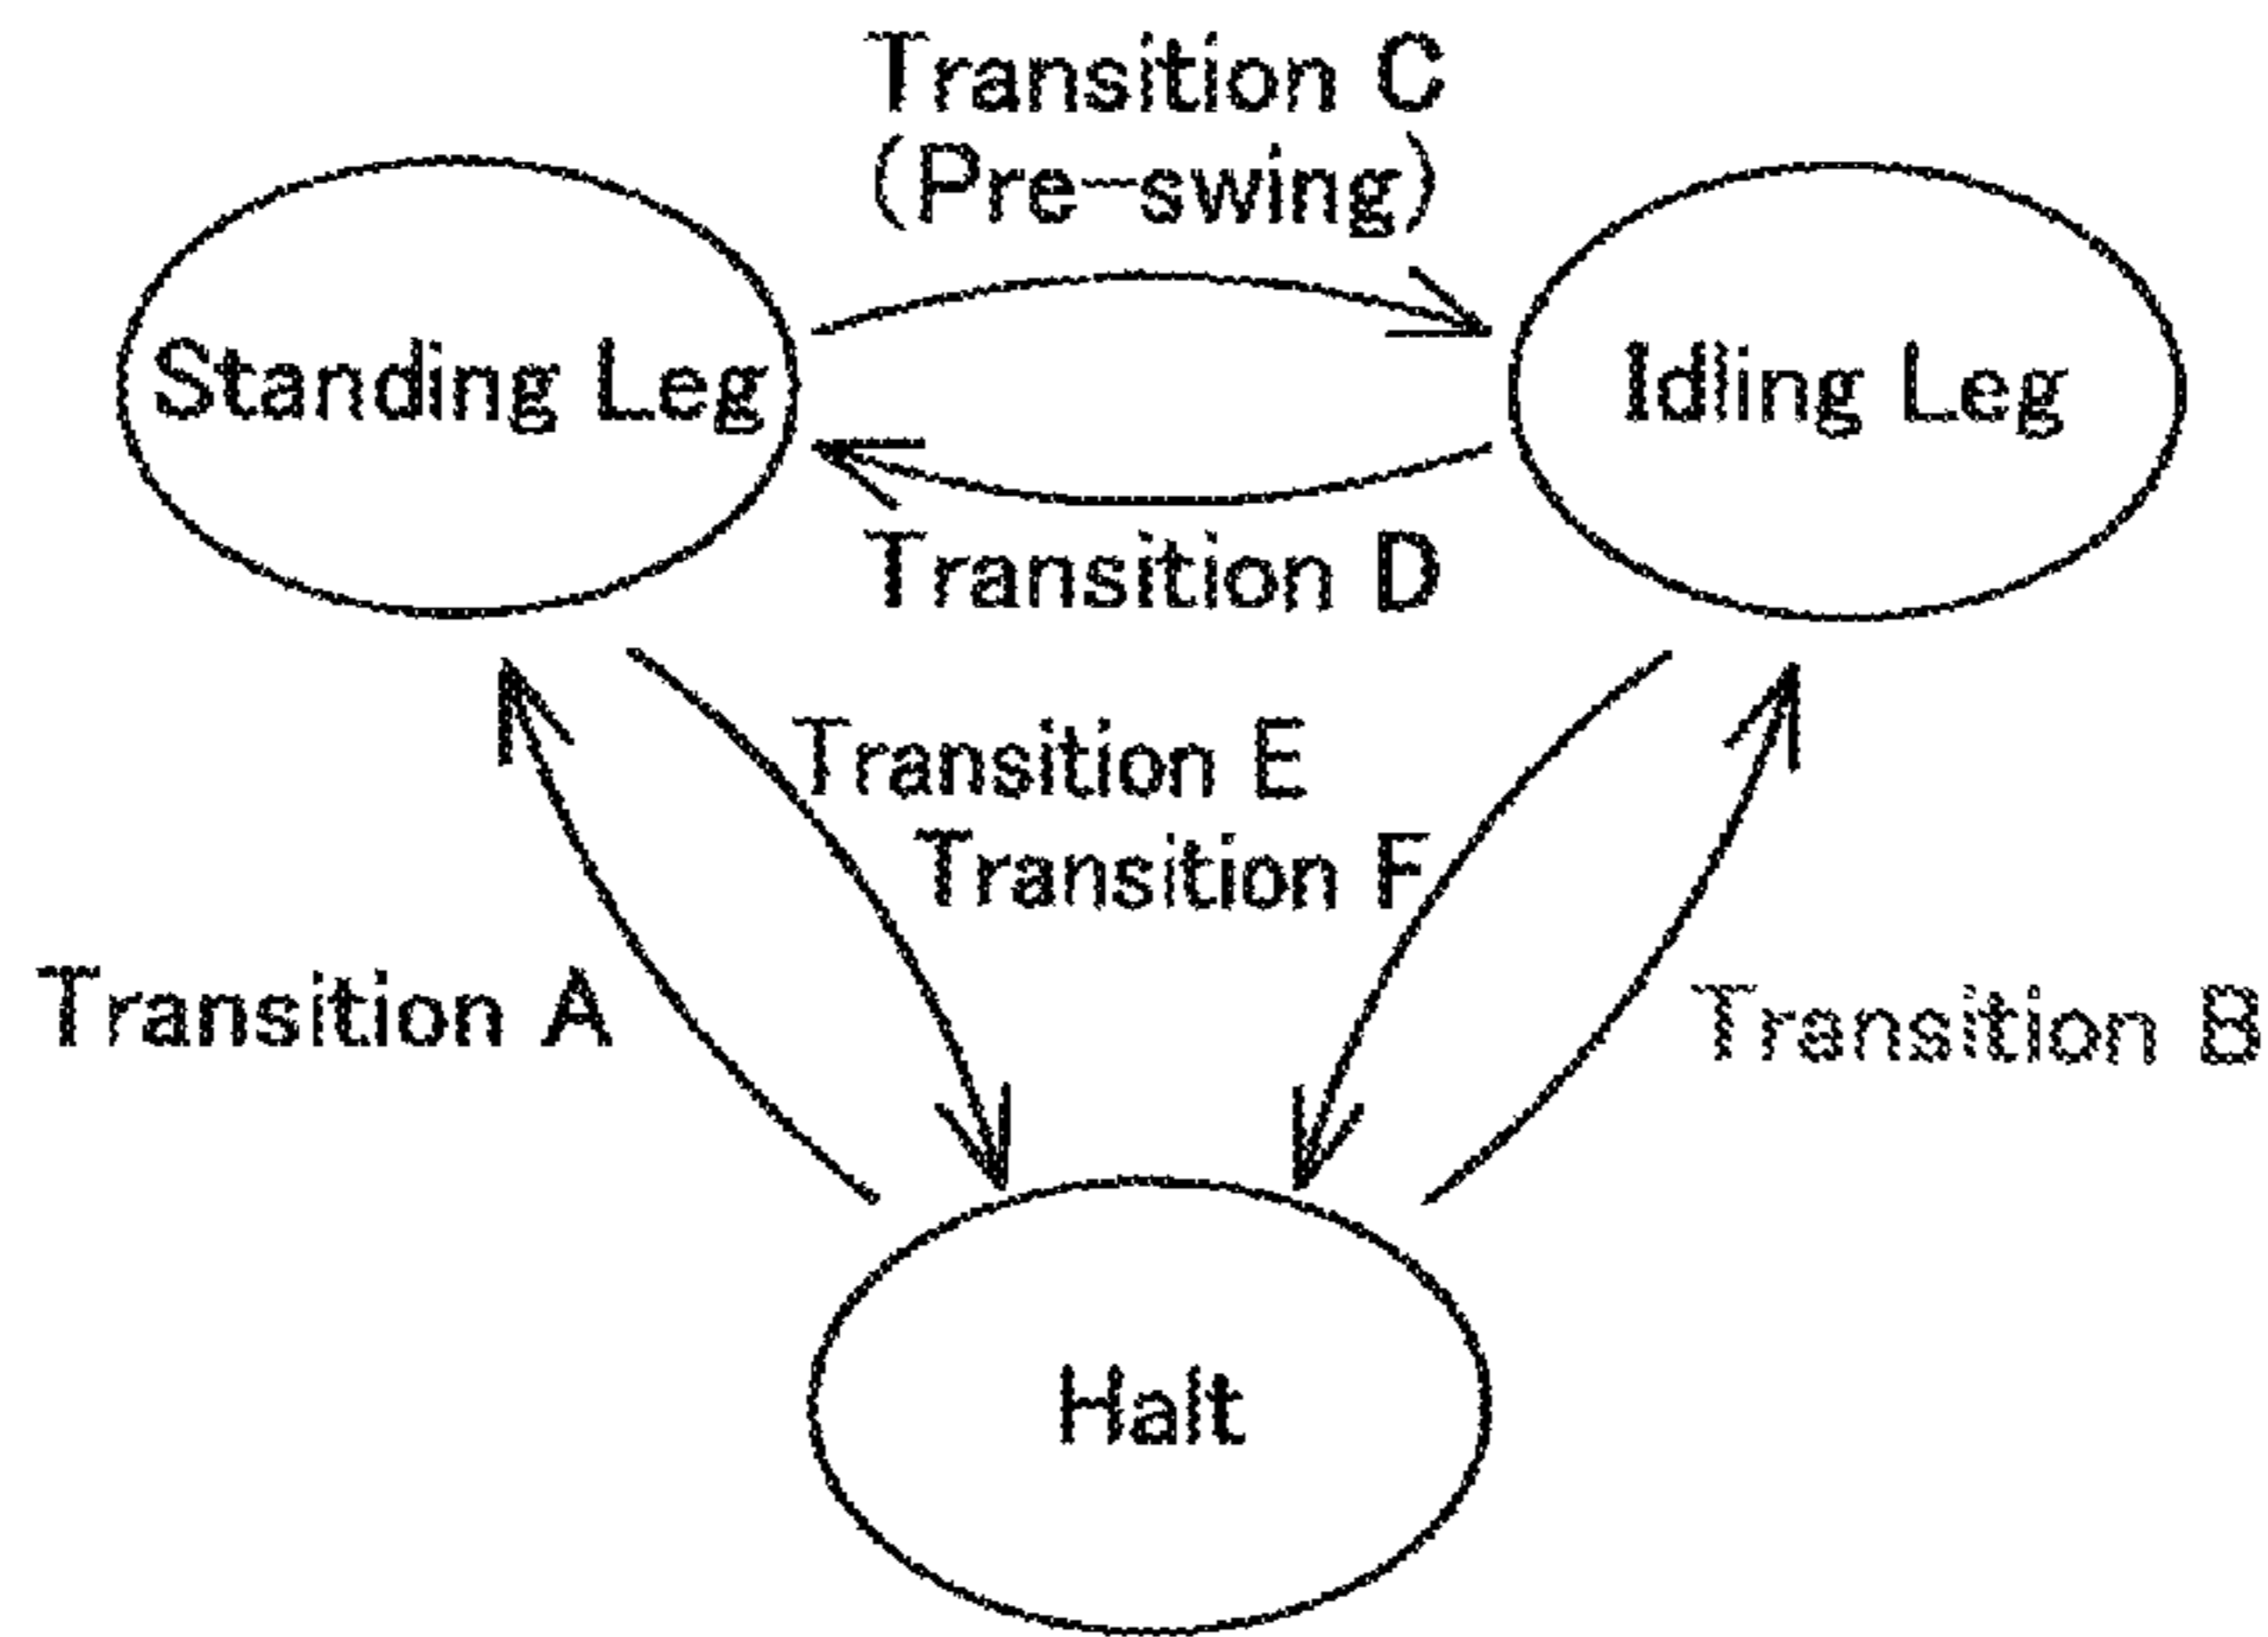 Transition C
(Pre-swing)
Standing Leg
Idling Leg
Transition D
Transition E
Transition F
Transition A
Transition B
Halt